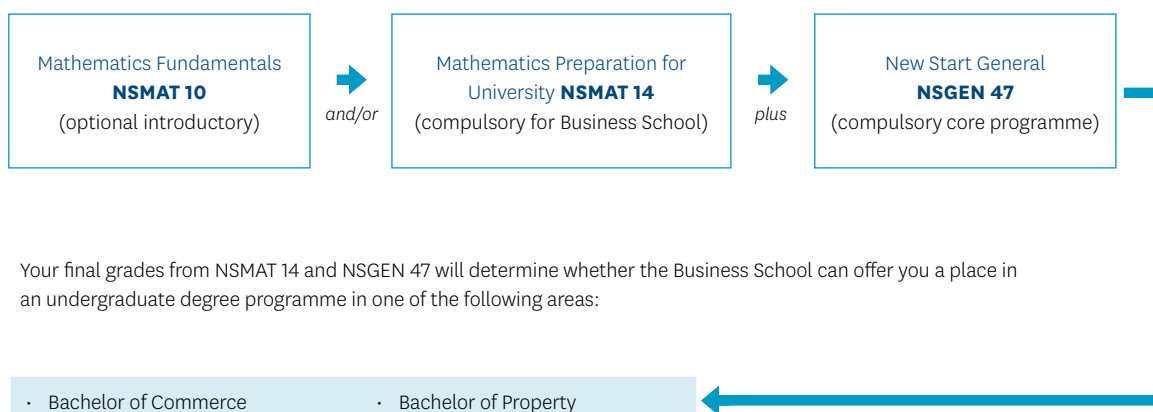 Mathematics Fundamentals
NSMAT 10
(optional introductory)
and/or
Mathematics Preparation for
University NSMAT 14
(compulsory for Business School)
plus
New Start General
NSGEN 47
(compulsory core programme)
Your final grades from NSMAT 14 and NSGEN 47 will determine whether the Business School can offer you a place in
an undergraduate degree programme in one of the following areas:
• Bachelor of Commerce
• Bachelor of Property